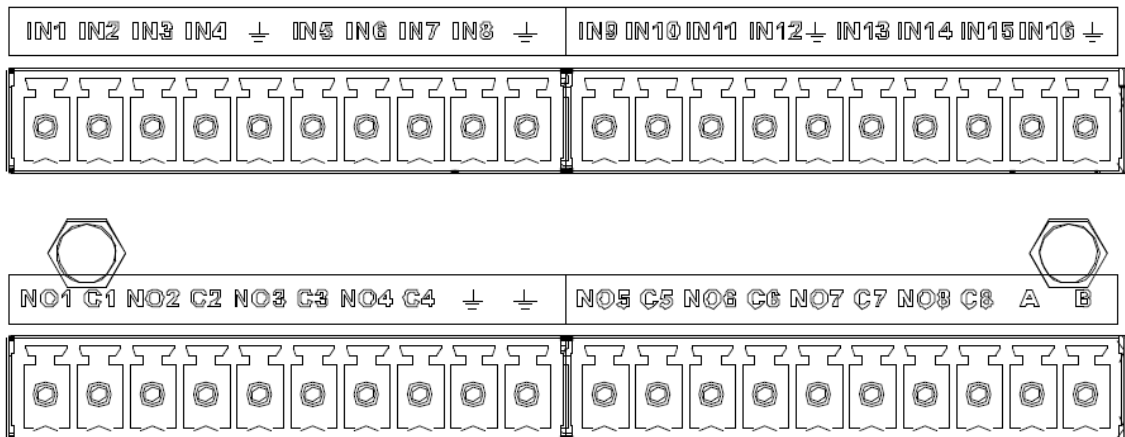 IN1 IN2 IN3 IN4 ⏚ IN5 IN6 IN7 IN8 ⏚ IN9 IN10 IN11 IN12 ⏚ IN13 IN14 IN15 IN16 ⏚
NO1 C1 NO2 C2 NO3 C3 NO4 C4 ⏚ ⏚ NO5 C5 NO6 C6 NO7 C7 NO8 C8 A B